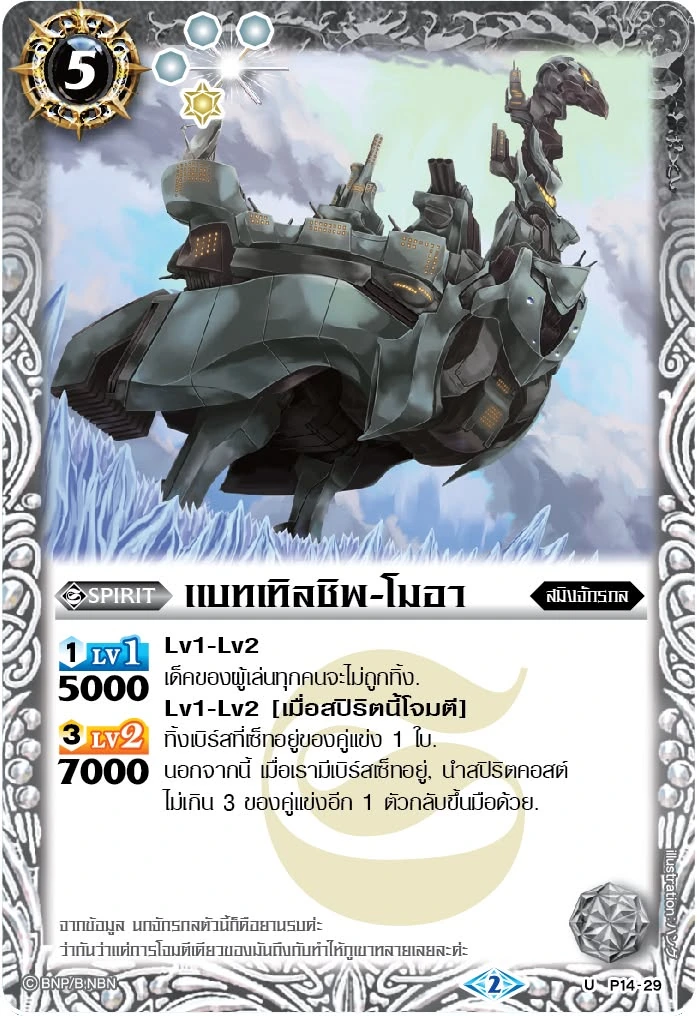 5
SPIRIT
แบทเทิลชิพ-โมอา
สมิงจักรกล
1 LV1
5000
3 LV2
7000
Lv1-Lv2
เด็คของผู้เล่นทุกคนจะไม่ถูกทิ้ง.
Lv1-Lv2 [เมื่อสปิริตนี้โจมตี]
ทิ้งเบิร์สที่เซ็ทอยู่ของคู่แข่ง 1 ใบ.
นอกจากนี้ เมื่อเรามีเบิร์สเซ็ทอยู่, นำสปิริตคอสต์
ไม่เกิน 3 ของคู่แข่งอีก 1 ตัวกลับขึ้นมือด้วย.
จากข้อมูล นกจักรกลตัวนี้ก็คือยานรบค่ะ
ว่ากันว่าแค่การโจมตีเดียวของมันถึงกับทำให้ภูเขาทลายเลยละค่ะ
illustration:ハング
©BNP/B,NBN
2
U P14-29